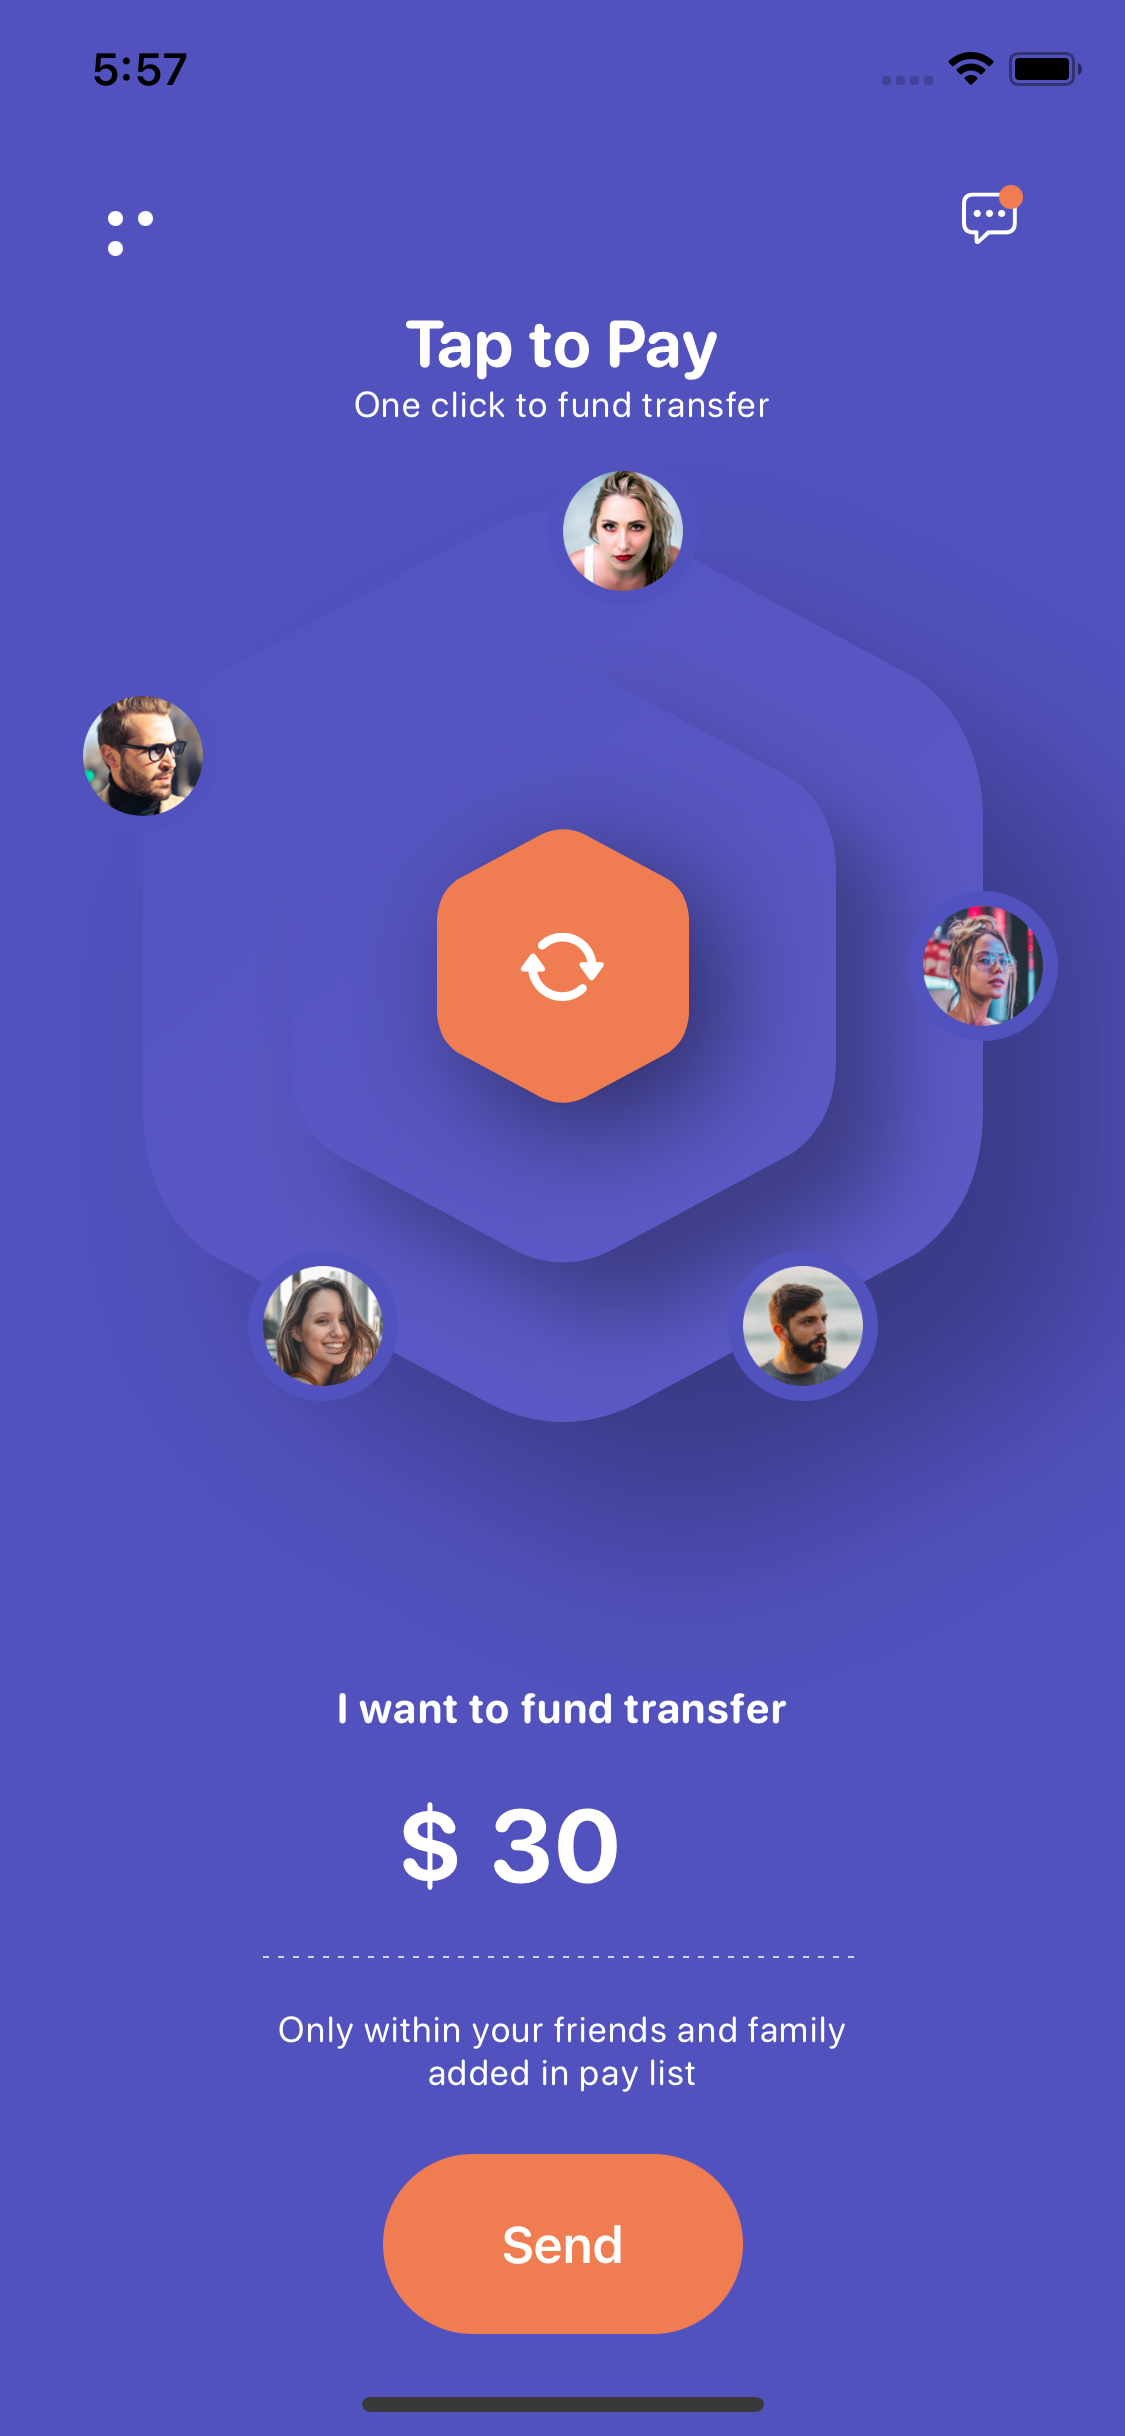 5:57
Tap to Pay
One click to fund transfer
I want to fund transfer
$ 30
Only within your friends and family
added in pay list
Send